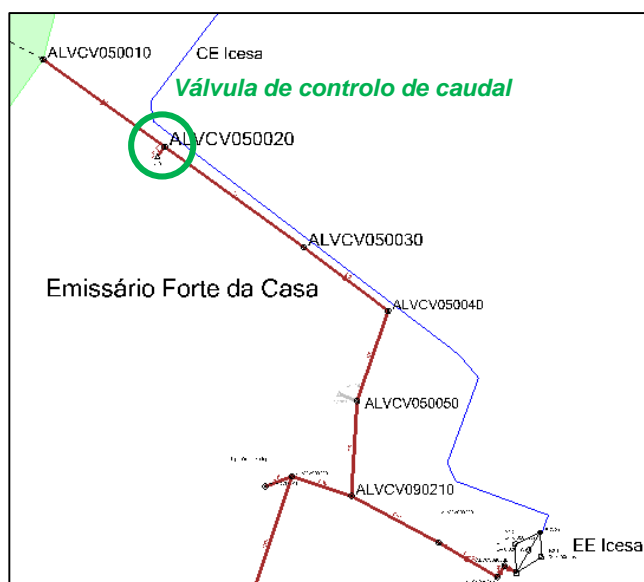 ALVCV050010
CE Icesa
Válvula de controlo de caudal
ALVCV050020
ALVCV050030
Emissário Forte da Casa
ALVCV050040
ALVCV050050
ALVCV090210
EE Icesa